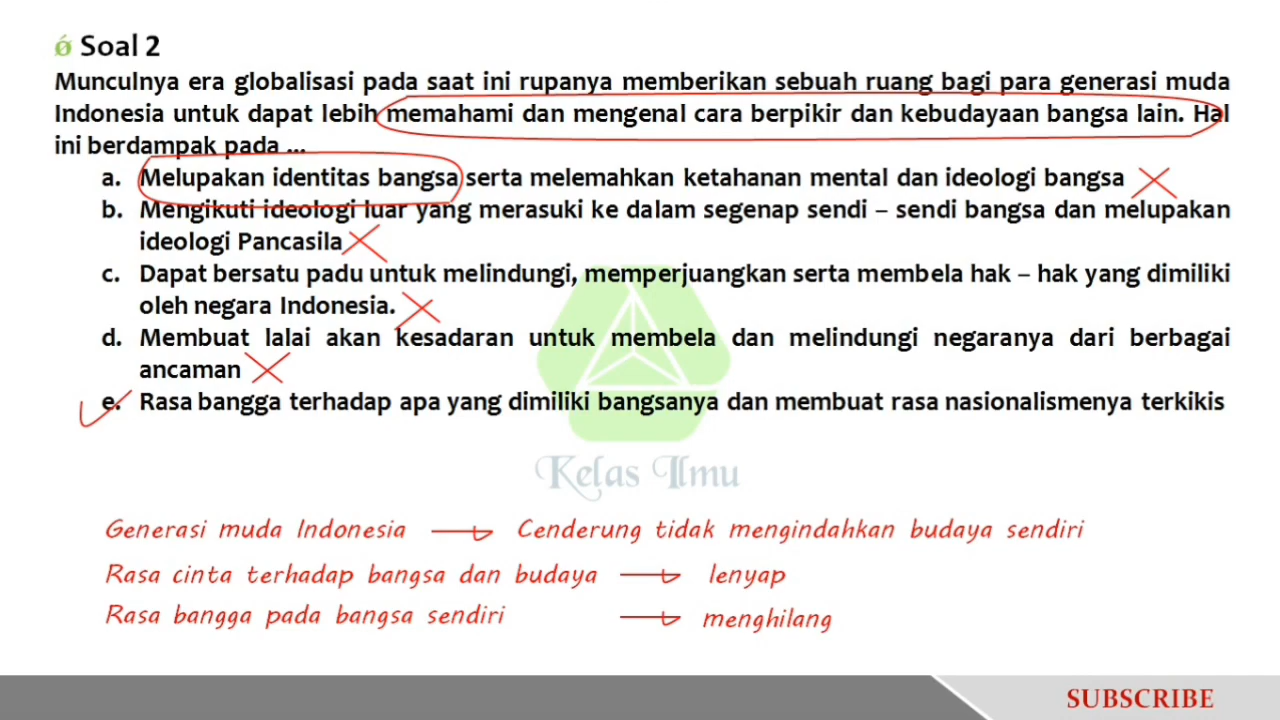 Soal 2
Munculnya era globalisasi pada saat ini rupanya memberikan sebuah ruang bagi para generasi muda
Indonesia untuk dapat lebih memahami dan mengenal cara berpikir dan kebudayaan bangsa lain. Hal
ini berdampak pada ...
a. Melupakan identitas bangsa serta melemahkan ketahanan mental dan ideologi bangsa
b. Mengikuti ideologi luar yang merasuki ke dalam segenap sendi – sendi bangsa dan melupakan
ideologi Pancasila
c. Dapat bersatu padu untuk melindungi, memperjuangkan serta membela hak – hak yang dimiliki
oleh negara Indonesia.
d. Membuat lalai akan kesadaran untuk membela dan melindungi negaranya dari berbagai
ancaman
e. Rasa bangga terhadap apa yang dimiliki bangsanya dan membuat rasa nasionalismenya terkikis
Kelas Ilmu
Generasi muda Indonesia → Cenderung tidak mengindahkan budaya sendiri
Rasa cinta terhadap bangsa dan budaya → lenyap
Rasa bangga pada bangsa sendiri → menghilang
SUBSCRIBE